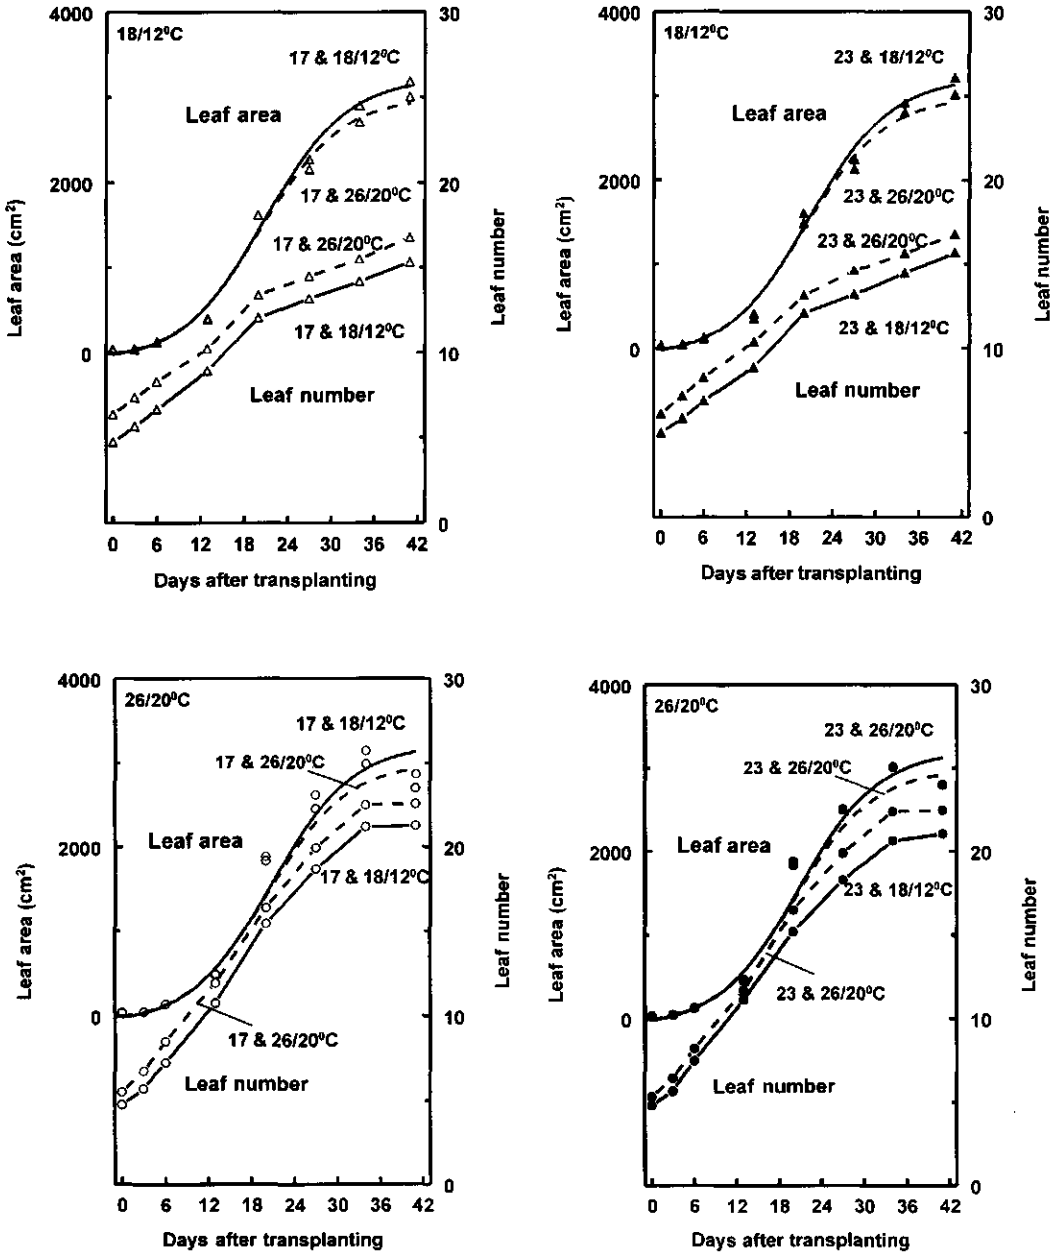 4000
30
18/12⁰C
17 & 18/12⁰C
Leaf area
2000
20
17 & 26/20⁰C
17 & 26/20⁰C
17 & 18/12⁰C
0
10
Leaf number
0
Leaf area (cm²)
Leaf number
0 6 12 18 24 30 36 42
Days after transplanting
4000
30
18/12⁰C
23 & 18/12⁰C
Leaf area
2000
20
23 & 26/20⁰C
23 & 26/20⁰C
23 & 18/12⁰C
0
10
Leaf number
0
Leaf area (cm²)
Leaf number
0 6 12 18 24 30 36 42
Days after transplanting
4000
30
26/20⁰C
17 & 18/12⁰C
17 & 26/20⁰C
Leaf area
2000
20
17 & 18/12⁰C
0
10
17 & 26/20⁰C
Leaf number
0
Leaf area (cm²)
Leaf number
0 6 12 18 24 30 36 42
Days after transplanting
4000
30
26/20⁰C
23 & 26/20⁰C
23 & 26/20⁰C
Leaf area
2000
20
23 & 18/12⁰C
23 & 26/20⁰C
0
10
Leaf number
0
Leaf area (cm²)
Leaf number
0 6 12 18 24 30 36 42
Days after transplanting